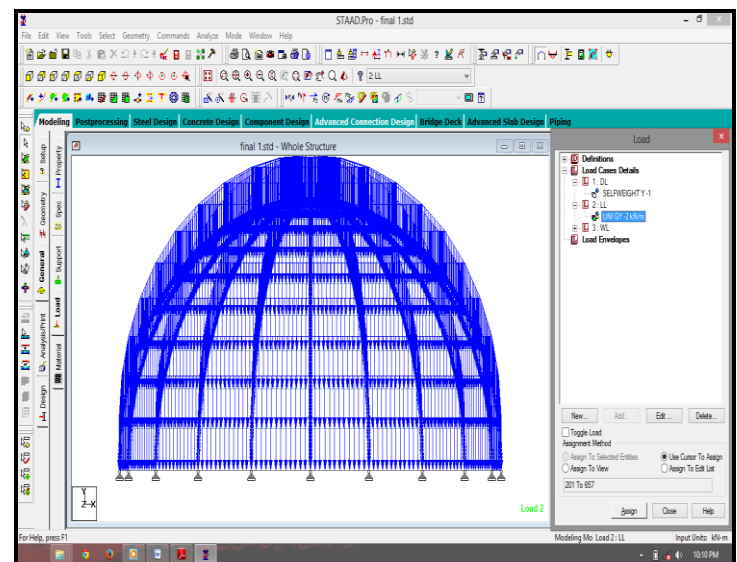 STAAD.Pro - final 1.std
File Edit View Tools Select Geometry Commands Analyze Mode Window Help
2 LL
Modeling Postprocessing Steel Design Concrete Design Component Design Advanced Connection Design Bridge Deck Advanced Slab Design Piping
final 1.std - Whole Structure
Setup
Geometry
General
Analysis/Print
Design
Property
Spec
Support
Load
Material
Y
Z X
Load 2
Load
Definitions
Load Cases Details
1 : DL
SELFWEIGHT Y -1
2 : LL
UNI GY -2 kN/m
3 : WL
Load Envelopes
New... Add... Edit... Delete...
Toggle Load
Assignment Method
Assign To Selected Entities Use Cursor To Assign
Assign To View Assign To Edit List
201 To 657
Assign Close Help
For Help, press F1 Modeling Mo Load 2 : LL Input Units: kN-m
10:10 PM